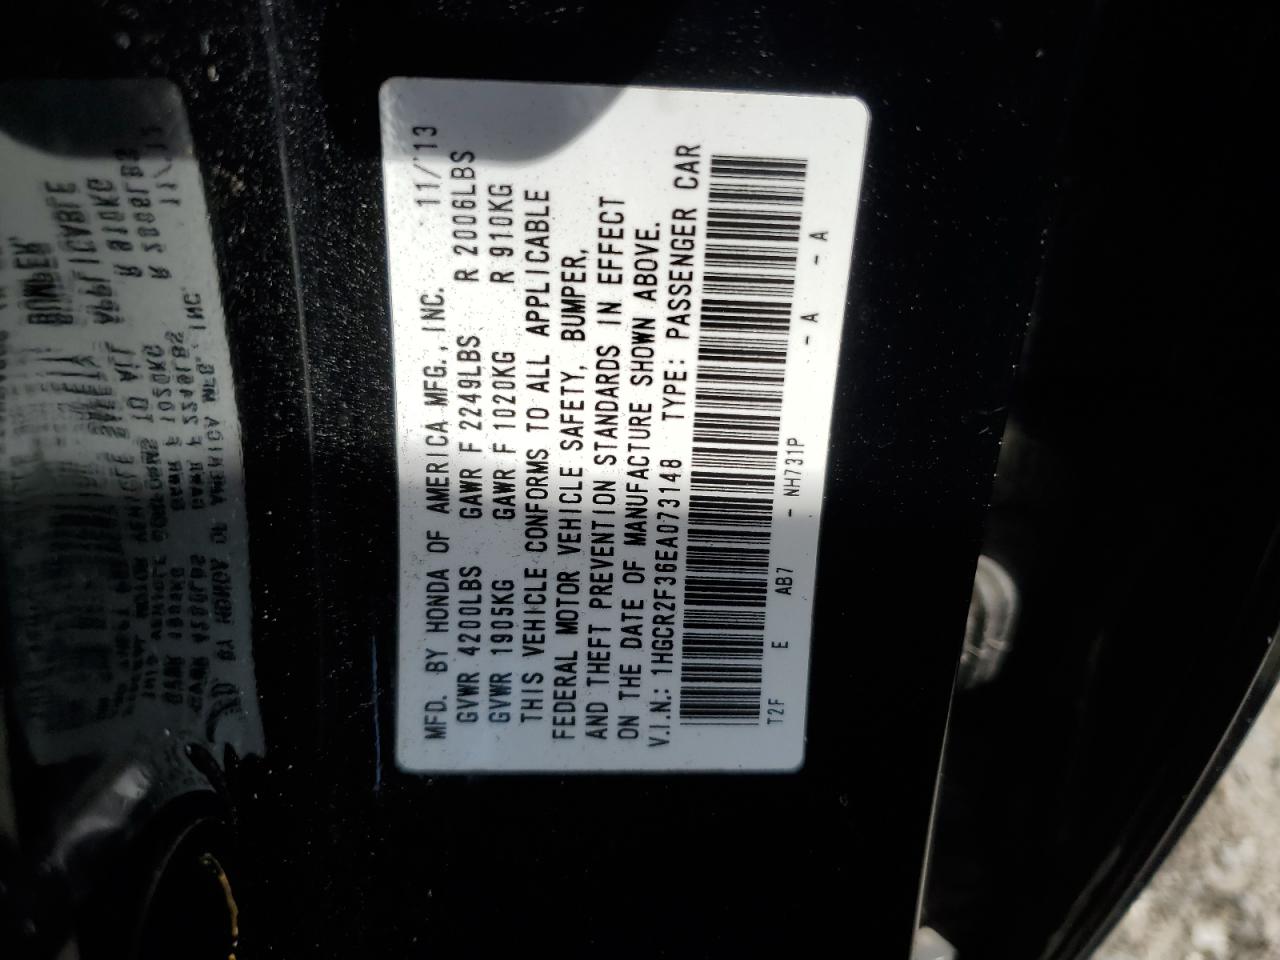 MFD. BY HONDA OF AMERICA MFG., INC. 11/'13
GVWR 4200LBS GAWR F 2249LBS R 2006LBS
GVWR 1905KG GAWR F 1020KG R 910KG
THIS VEHICLE CONFORMS TO ALL APPLICABLE
FEDERAL MOTOR VEHICLE SAFETY, BUMPER,
AND THEFT PREVENTION STANDARDS IN EFFECT
ON THE DATE OF MANUFACTURE SHOWN ABOVE.
V.I.N.: 1HGCR2F36EA073148 TYPE: PASSENGER CAR
T2F E AB7 - NH731P - A - A